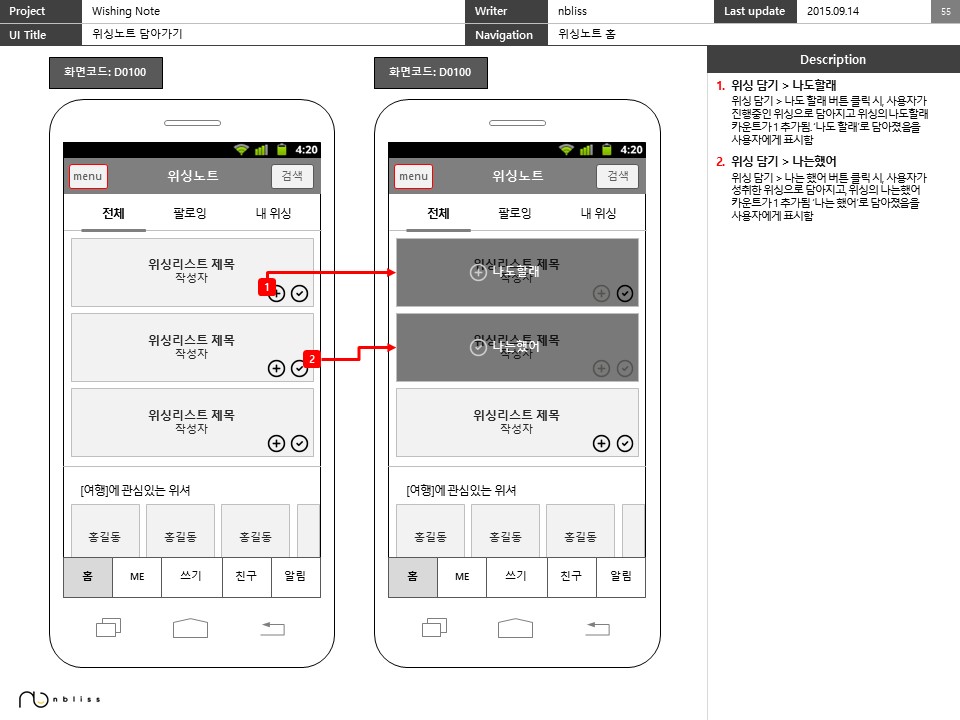 Project Wishing Note Writer nbliss Last update 2015.09.14 55
UI Title 위싱노트 담아가기 Navigation 위싱노트 홈
화면코드: D0100
4:20
menu 위싱노트 검색
전체 팔로잉 내 위싱
위싱리스트 제목
작성자
1
위싱리스트 제목
작성자
2
위싱리스트 제목
작성자
[여행]에 관심있는 위셔
홍길동 홍길동 홍길동
홈 ME 쓰기 친구 알림
화면코드: D0100
4:20
menu 위싱노트 검색
전체 팔로잉 내 위싱
위싱리스트 제목
나도할래
작성자
위싱리스트 제목
나는했어
작성자
위싱리스트 제목
작성자
[여행]에 관심있는 위셔
홍길동 홍길동 홍길동
홈 ME 쓰기 친구 알림
Description
1. 위싱 담기 > 나도할래
위싱 담기 > 나도 할래 버튼 클릭 시, 사용자가
진행중인 위싱으로 담아지고 위싱의 나도할래
카운트가 1 추가됨. ‘나도 할래’로 담아졌음을
사용자에게 표시함
2. 위싱 담기 > 나는했어
위싱 담기 > 나는 했어 버튼 클릭 시, 사용자가
성취한 위싱으로 담아지고, 위싱의 나는했어
카운트가 1 추가됨 ‘나는 했어’로 담아졌음을
사용자에게 표시함
nbliss